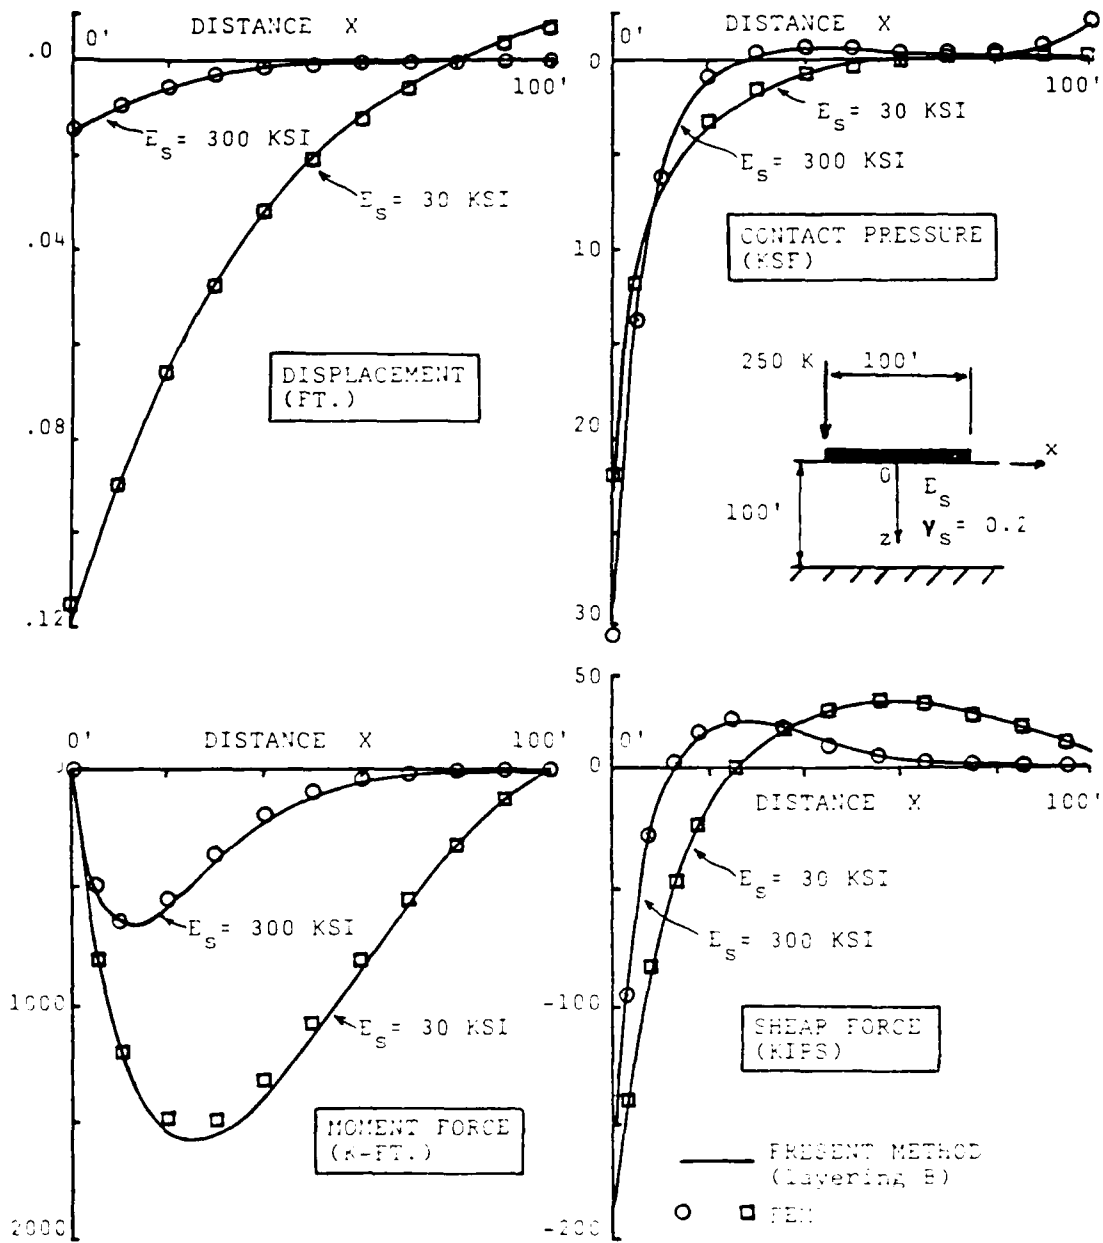 DISTANCE X
0'
.0
100'
E_s = 300 KSI
E_s = 30 KSI
.04
DISPLACEMENT
(FT.)
.08
.12
DISTANCE X
0'
0
100'
E_s = 30 KSI
E_s = 300 KSI
CONTACT PRESSURE
(KSF)
10
250 K
100'
20
x
0
E_s
100'
z
γ_s = 0.2
30
0'
DISTANCE X
100'
E_s = 300 KSI
1000
E_s = 30 KSI
MOMENT FORCE
(K-FT.)
2000
50
0'
0
DISTANCE X
100'
E_s = 30 KSI
E_s = 300 KSI
-100
SHEAR FORCE
(KIPS)
PRESENT METHOD
(layering B)
FEM
-200